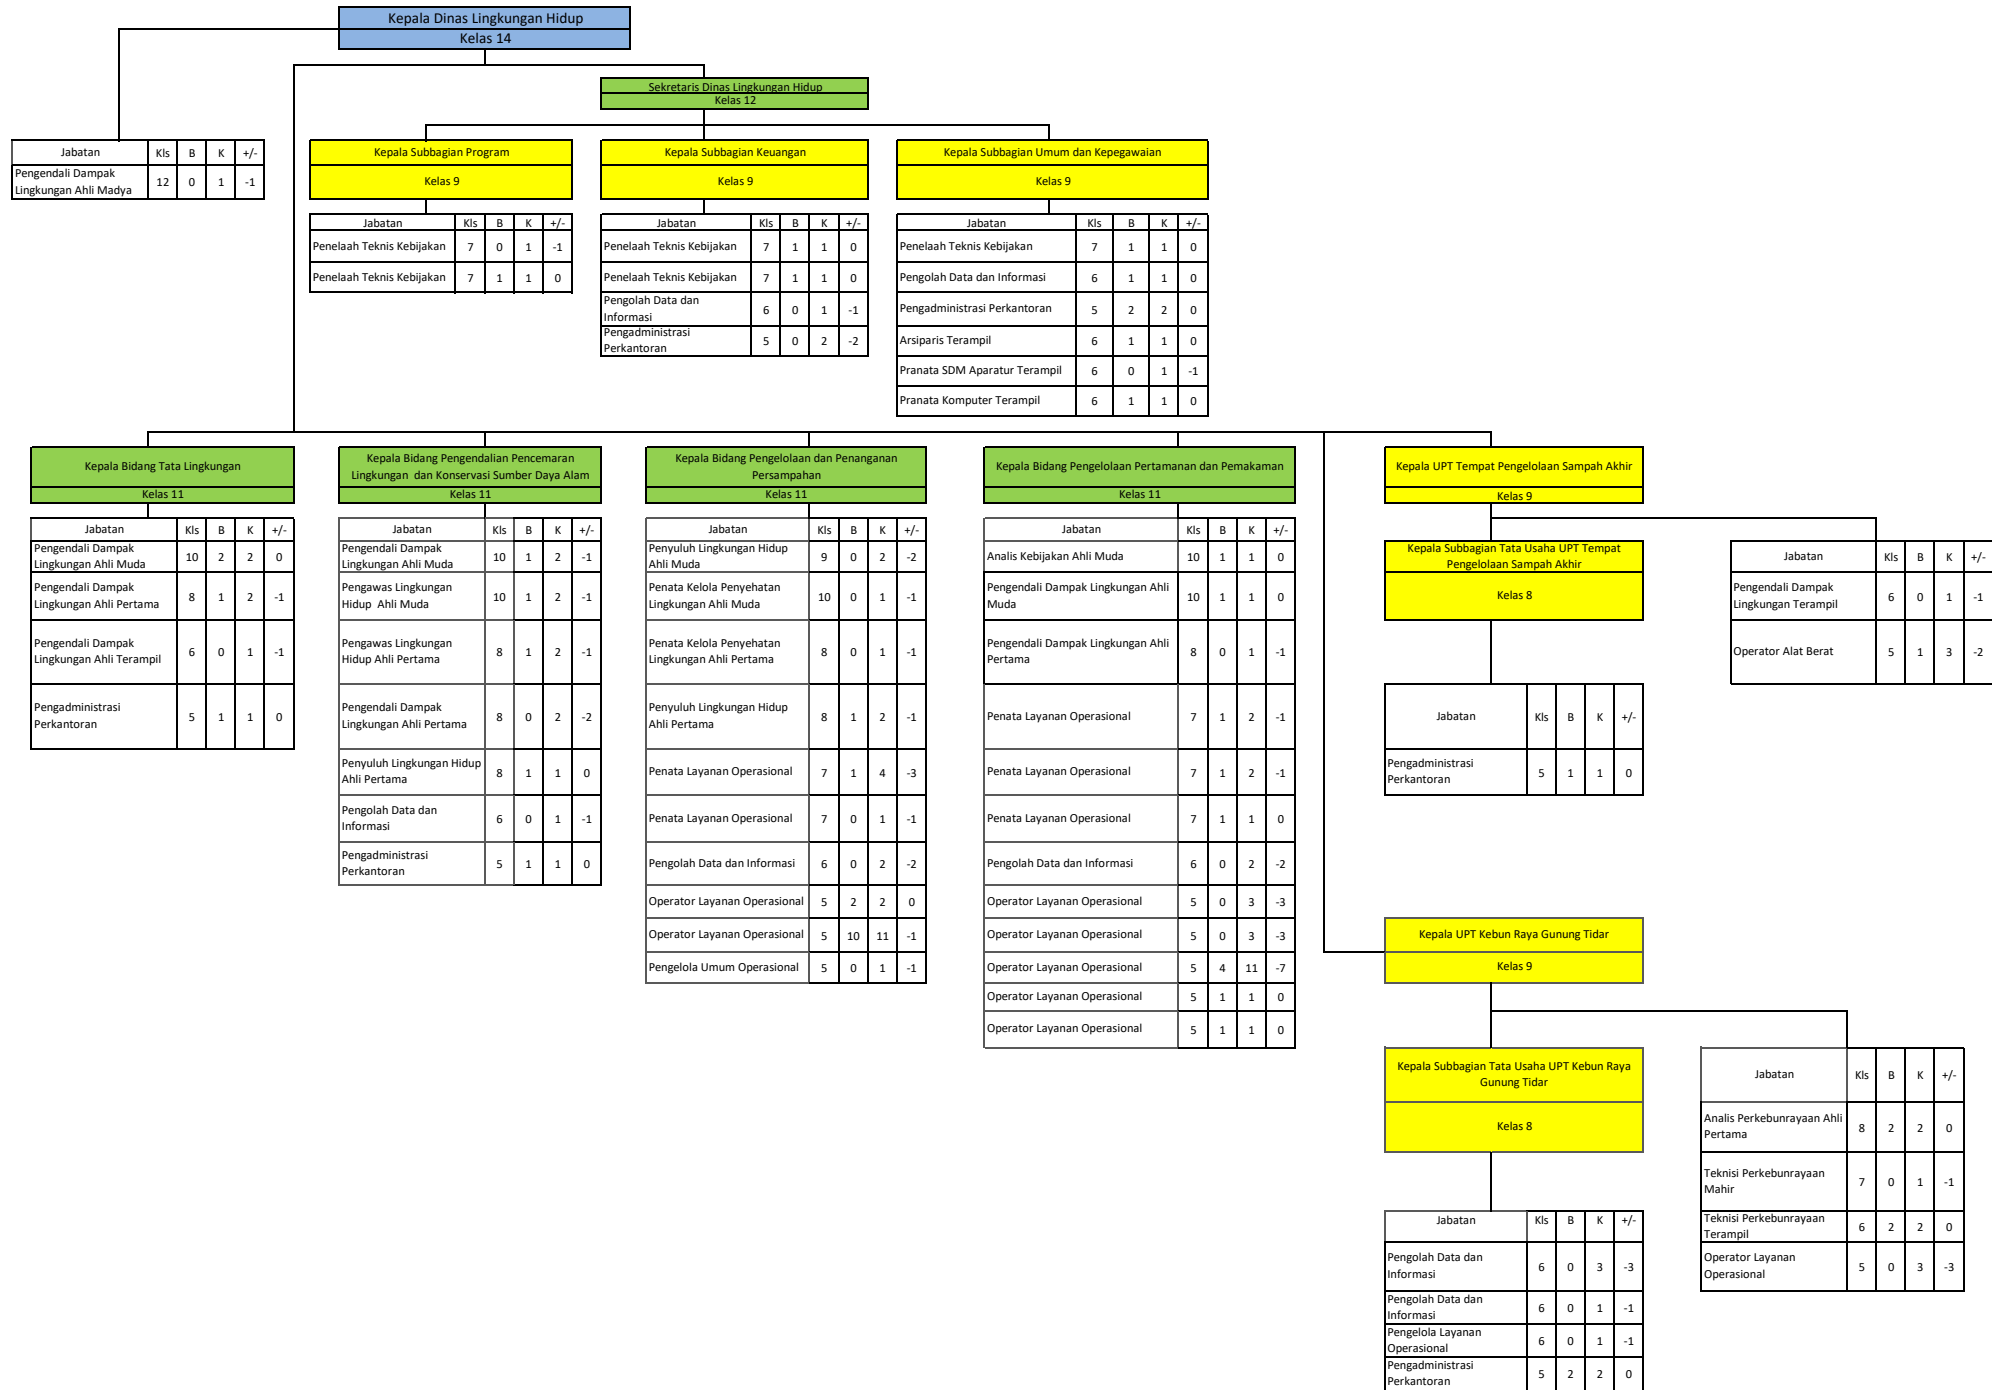 Kepala Dinas Lingkungan Hidup
Kelas 14
Sekretaris Dinas Lingkungan Hidup
Kelas 12
Jabatan Kls B K +/-
Pengendali Dampak
Lingkungan Ahli Madya 12 0 1 -1
Kepala Subbagian Program
Kelas 9
Jabatan Kls B K +/-
Penelaah Teknis Kebijakan 7 0 1 -1
Penelaah Teknis Kebijakan 7 1 1 0
Kepala Subbagian Keuangan
Kelas 9
Jabatan Kls B K +/-
Penelaah Teknis Kebijakan 7 1 1 0
Penelaah Teknis Kebijakan 7 1 1 0
Pengolah Data dan
Informasi 6 0 1 -1
Pengadministrasi
Perkantoran 5 0 2 -2
Kepala Subbagian Umum dan Kepegawaian
Kelas 9
Jabatan Kls B K +/-
Penelaah Teknis Kebijakan 7 1 1 0
Pengolah Data dan Informasi 6 1 1 0
Pengadministrasi Perkantoran 5 2 2 0
Arsiparis Terampil 6 1 1 0
Pranata SDM Aparatur Terampil 6 0 1 -1
Pranata Komputer Terampil 6 1 1 0
Kepala Bidang Tata Lingkungan
Kelas 11
Jabatan Kls B K +/-
Pengendali Dampak
Lingkungan Ahli Muda 10 2 2 0
Pengendali Dampak
Lingkungan Ahli Pertama 8 1 2 -1
Pengendali Dampak
Lingkungan Ahli Terampil 6 0 1 -1
Pengadministrasi
Perkantoran 5 1 1 0
Kepala Bidang Pengendalian Pencemaran
Lingkungan dan Konservasi Sumber Daya Alam
Kelas 11
Jabatan Kls B K +/-
Pengendali Dampak
Lingkungan Ahli Muda 10 1 2 -1
Pengawas Lingkungan
Hidup Ahli Muda 10 1 2 -1
Pengawas Lingkungan
Hidup Ahli Pertama 8 1 2 -1
Pengendali Dampak
Lingkungan Ahli Pertama 8 0 2 -2
Penyuluh Lingkungan Hidup
Ahli Pertama 8 1 1 0
Pengolah Data dan
Informasi 6 0 1 -1
Pengadministrasi
Perkantoran 5 1 1 0
Kepala Bidang Pengelolaan dan Penanganan
Persampahan
Kelas 11
Jabatan Kls B K +/-
Penyuluh Lingkungan Hidup
Ahli Muda 9 0 2 -2
Penata Kelola Penyehatan
Lingkungan Ahli Muda 10 0 1 -1
Penata Kelola Penyehatan
Lingkungan Ahli Pertama 8 0 1 -1
Penyuluh Lingkungan Hidup
Ahli Pertama 8 1 2 -1
Penata Layanan Operasional 7 1 4 -3
Penata Layanan Operasional 7 0 1 -1
Pengolah Data dan Informasi 6 0 2 -2
Operator Layanan Operasional 5 2 2 0
Operator Layanan Operasional 5 10 11 -1
Pengelola Umum Operasional 5 0 1 -1
Kepala Bidang Pengelolaan Pertamanan dan Pemakaman
Kelas 11
Jabatan Kls B K +/-
Analis Kebijakan Ahli Muda 10 1 1 0
Pengendali Dampak Lingkungan Ahli
Muda 10 1 1 0
Pengendali Dampak Lingkungan Ahli
Pertama 8 0 1 -1
Penata Layanan Operasional 7 1 2 -1
Penata Layanan Operasional 7 1 2 -1
Penata Layanan Operasional 7 1 1 0
Pengolah Data dan Informasi 6 0 2 -2
Operator Layanan Operasional 5 0 3 -3
Operator Layanan Operasional 5 0 3 -3
Operator Layanan Operasional 5 4 11 -7
Operator Layanan Operasional 5 1 1 0
Operator Layanan Operasional 5 1 1 0
Kepala UPT Tempat Pengelolaan Sampah Akhir
Kelas 9
Kepala Subbagian Tata Usaha UPT Tempat
Pengelolaan Sampah Akhir
Kelas 8
Jabatan Kls B K +/-
Pengadministrasi
Perkantoran 5 1 1 0
Jabatan Kls B K +/-
Pengendali Dampak
Lingkungan Terampil 6 0 1 -1
Operator Alat Berat 5 1 3 -2
Kepala UPT Kebun Raya Gunung Tidar
Kelas 9
Kepala Subbagian Tata Usaha UPT Kebun Raya
Gunung Tidar
Kelas 8
Jabatan Kls B K +/-
Pengolah Data dan
Informasi 6 0 3 -3
Pengolah Data dan
Informasi 6 0 1 -1
Pengelola Layanan
Operasional 6 0 1 -1
Pengadministrasi
Perkantoran 5 2 2 0
Jabatan Kls B K +/-
Analis Perkebunrayaan Ahli
Pertama 8 2 2 0
Teknisi Perkebunrayaan
Mahir 7 0 1 -1
Teknisi Perkebunrayaan
Terampil 6 2 2 0
Operator Layanan
Operasional 5 0 3 -3